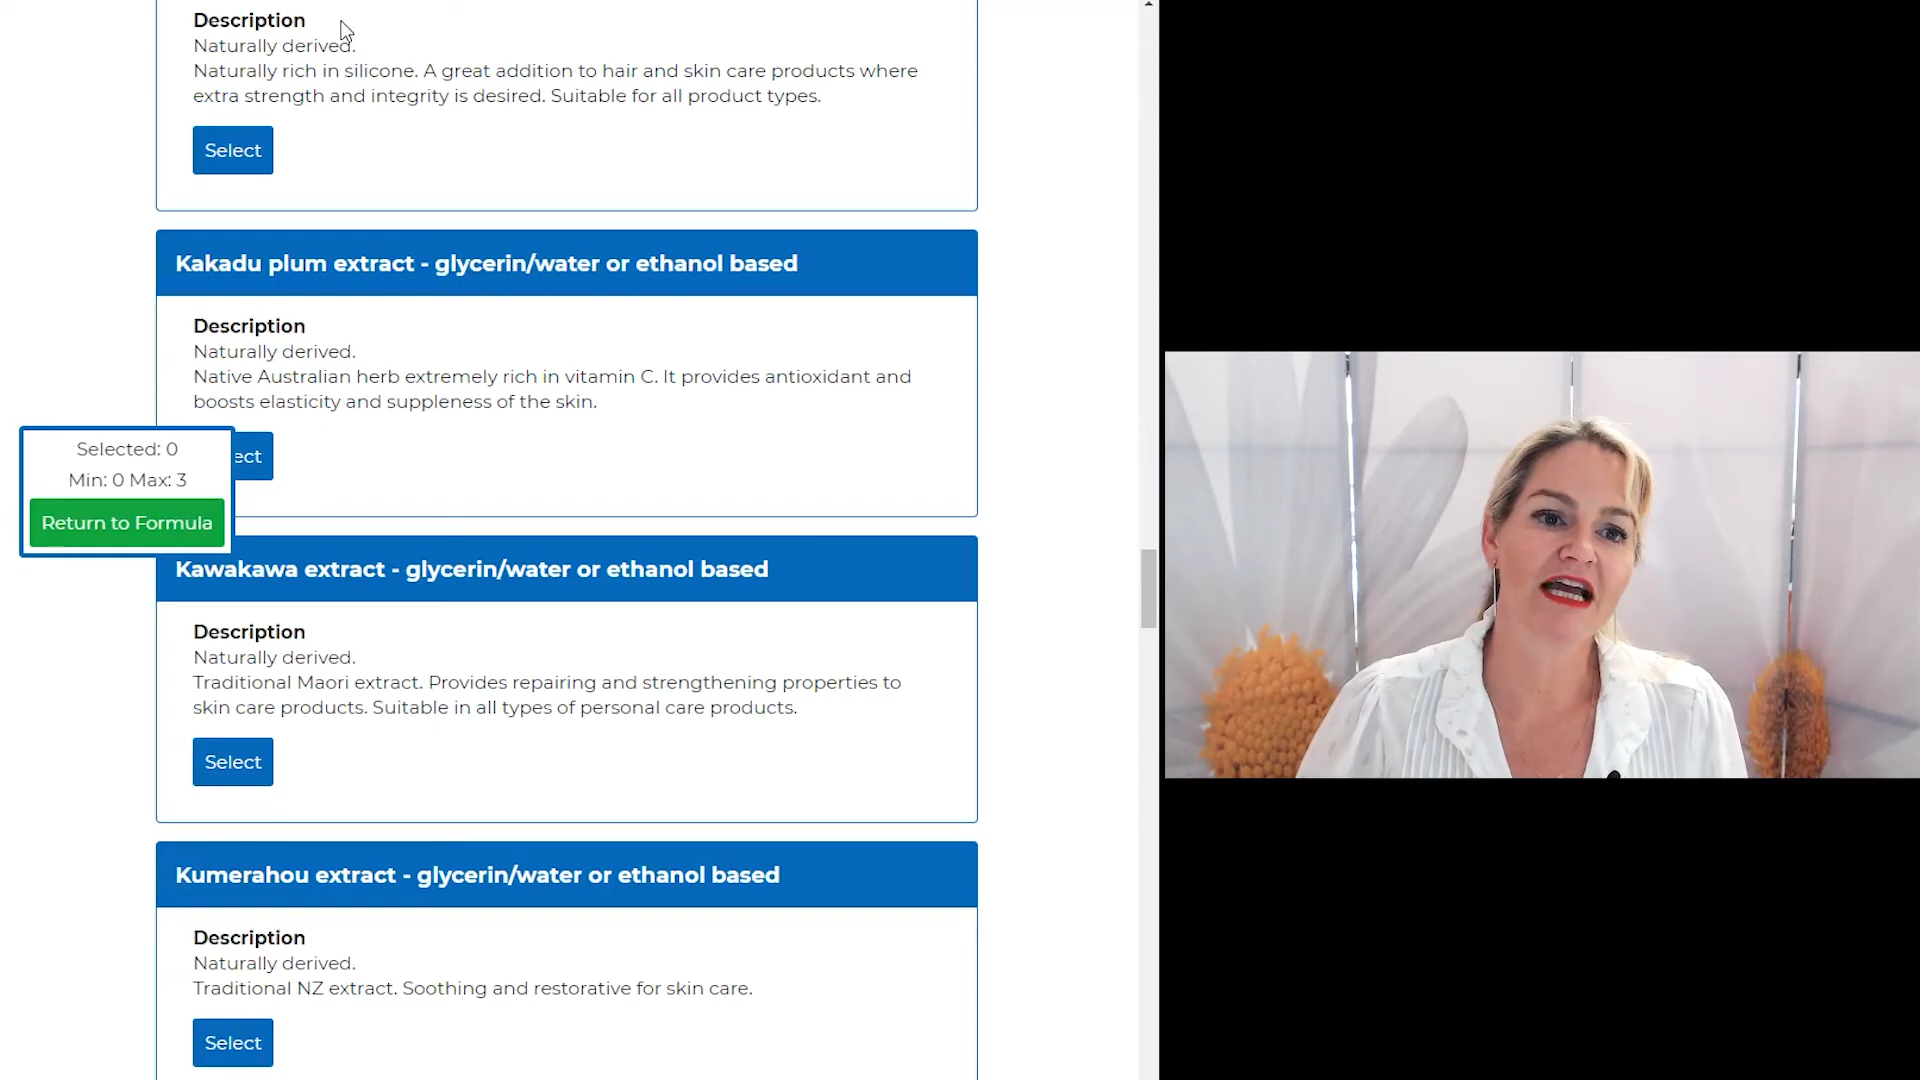 Description
Naturally derived.
Naturally rich in silicone. A great addition to hair and skin care products where
extra strength and integrity is desired. Suitable for all product types.
Select
Kakadu plum extract - glycerin/water or ethanol based
Description
Naturally derived.
Native Australian herb extremely rich in vitamin C. It provides antioxidant and
boosts elasticity and suppleness of the skin.
ect
Selected: 0
Min: 0 Max: 3
Return to Formula
Kawakawa extract - glycerin/water or ethanol based
Description
Naturally derived.
Traditional Maori extract. Provides repairing and strengthening properties to
skin care products. Suitable in all types of personal care products.
Select
Kumerahou extract - glycerin/water or ethanol based
Description
Naturally derived.
Traditional NZ extract. Soothing and restorative for skin care.
Select